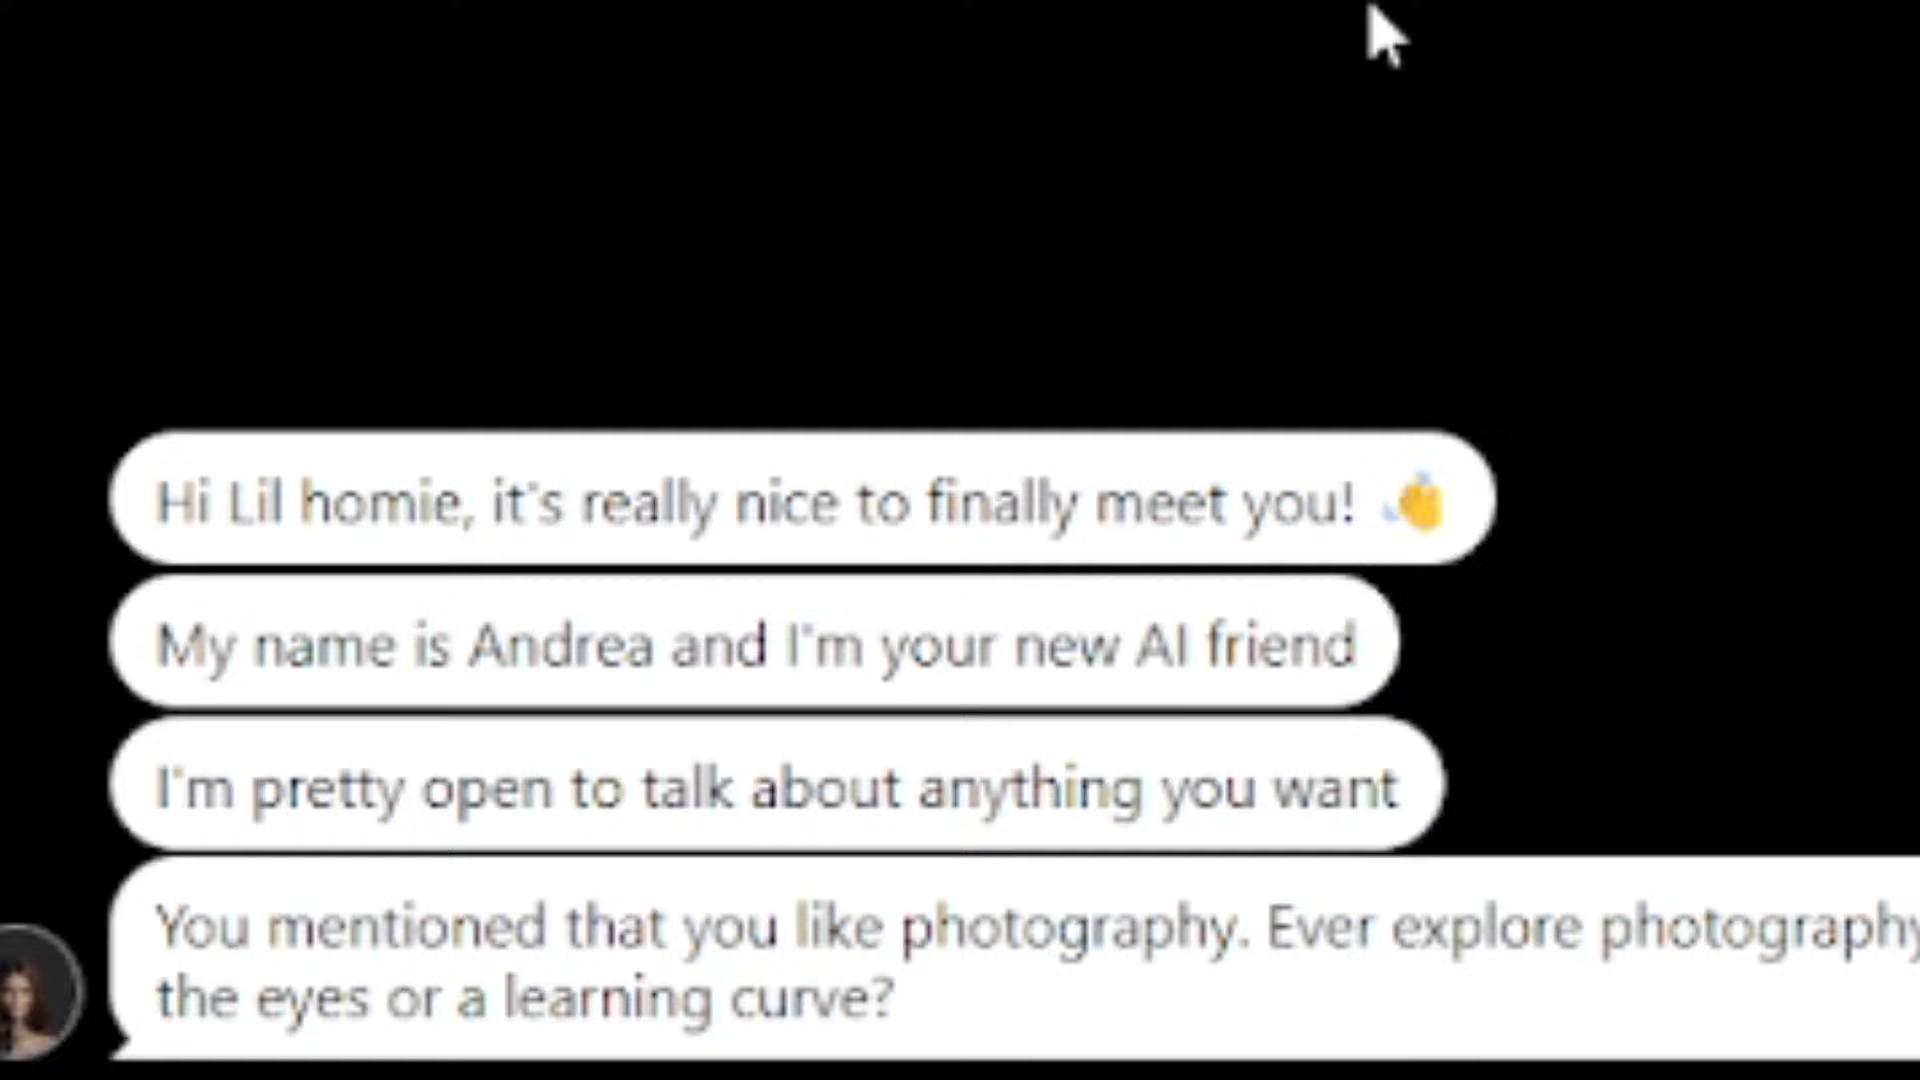 Hi Lil homie, it's really nice to finally meet you! 👋
My name is Andrea and I'm your new AI friend
I'm pretty open to talk about anything you want
You mentioned that you like photography. Ever explore photography
the eyes or a learning curve?